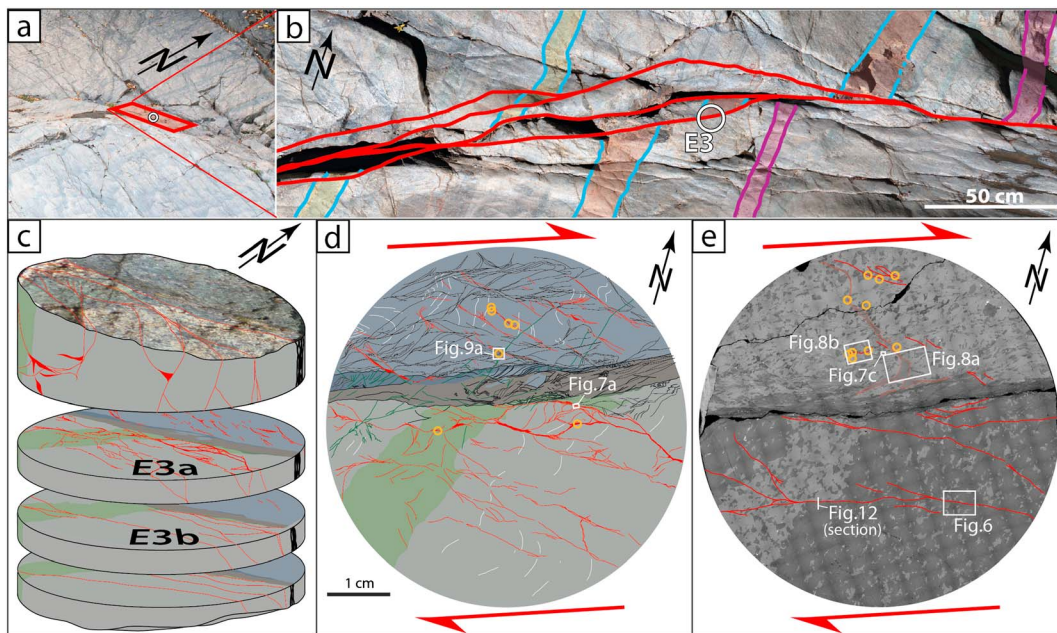 a
N
b
N
E3
50 cm
c
N
E3a
E3b
d
N
Fig.9a
Fig.7a
1 cm
e
N
Fig.8b
Fig.7c
Fig.8a
Fig.12
(section)
Fig.6